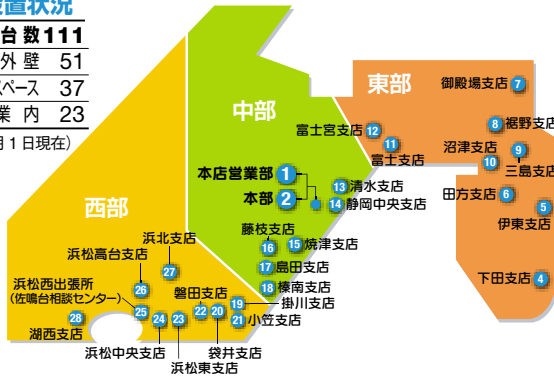 設置状況
台数 111
外壁 51
スペース 37
業内 23
月1日現在)
東部
中部
西部
御殿場支店 7
8 裾野支店
富士宮支店 12
11
富士支店
沼津支店
10
9
三島支店
田方支店 6
5
伊東支店
下田支店 4
本店営業部 1
本部 2
13 清水支店
14 静岡中央支店
藤枝支店
16
15 焼津支店
17 島田支店
18 榛南支店
19
掛川支店
浜北支店
27
浜松高台支店
26
浜松西出張所
(佐鳴台相談センター)
25
磐田支店
22
20
21 小笠支店
28
湖西支店
24
23
浜松中央支店
浜松東支店
袋井支店